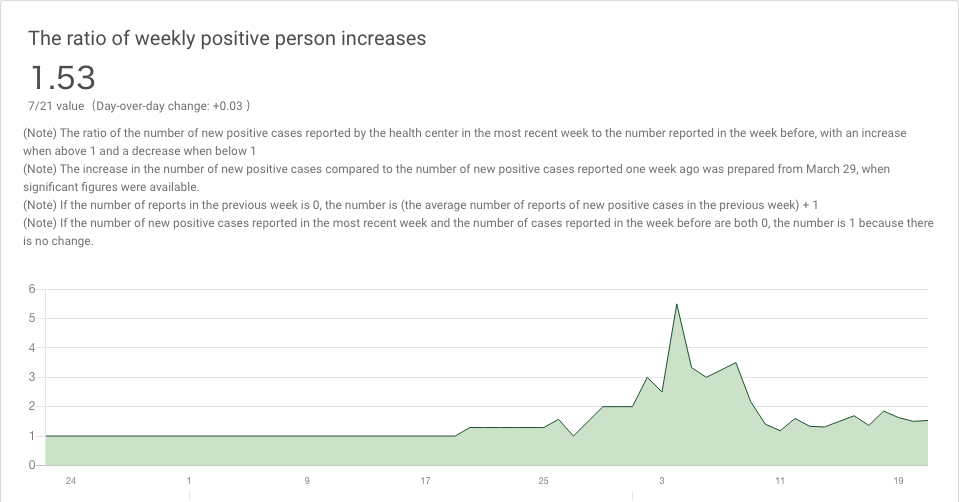 The ratio of weekly positive person increases
1.53
7/21 value （Day-over-day change: +0.03 ）
(Note) The ratio of the number of new positive cases reported by the health center in the most recent week to the number reported in the week before, with an increase
when above 1 and a decrease when below 1
(Note) The increase in the number of new positive cases compared to the number of new positive cases reported one week ago was prepared from March 29, when
significant figures were available.
(Note) If the number of reports in the previous week is 0, the number is (the average number of reports of new positive cases in the previous week) + 1
(Note) If the number of new positive cases reported in the most recent week and the number of cases reported in the week before are both 0, the number is 1 because there
is no change.
6
5
4
3
2
1
0
24 1 9 17 25 3 11 19